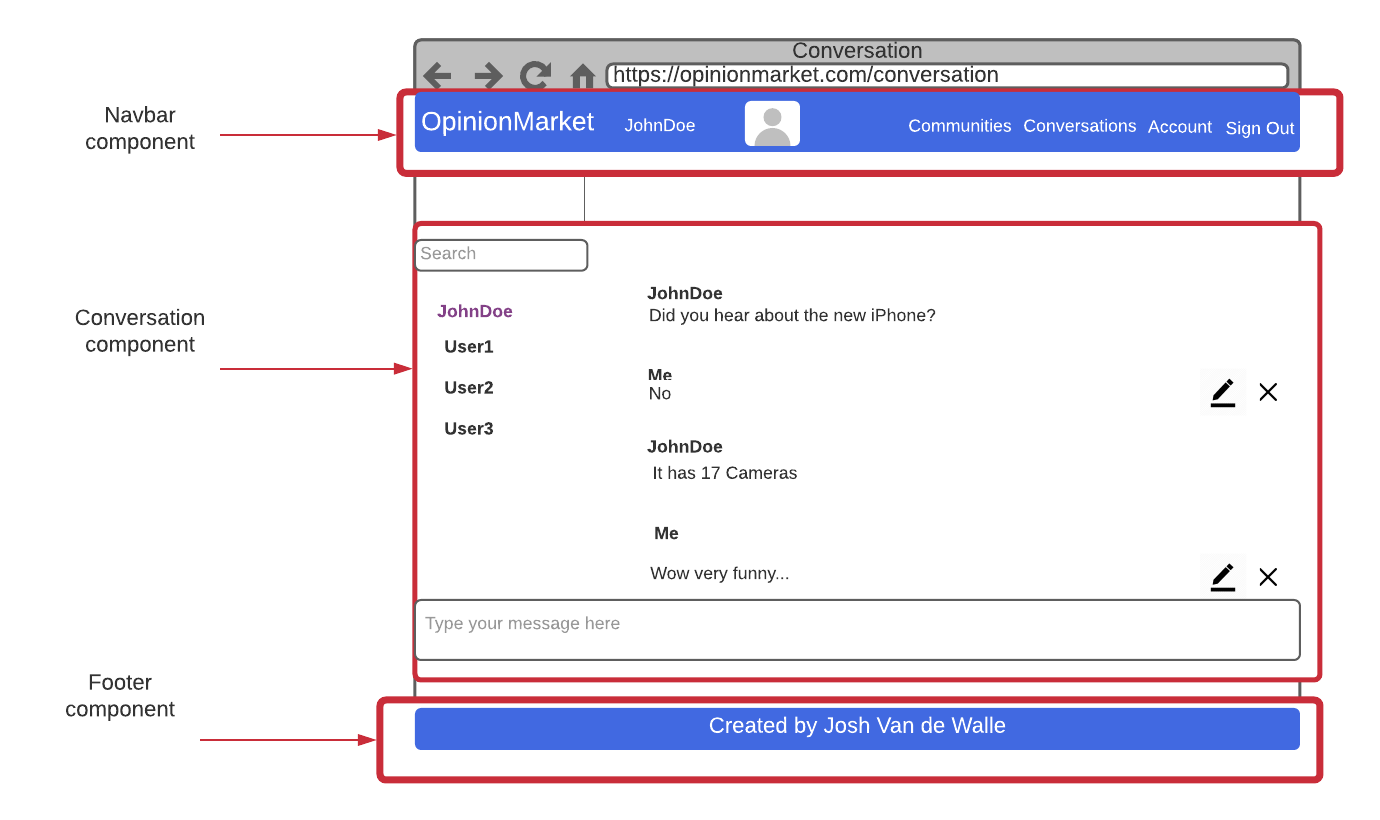 Conversation
https://opinionmarket.com/conversation
Navbar
component
OpinionMarket JohnDoe Communities Conversations Account Sign Out
Search
Conversation
component
JohnDoe
User1
User2
User3
JohnDoe
Did you hear about the new iPhone?
Me
No
JohnDoe
It has 17 Cameras
Me
Wow very funny...
Type your message here
Footer
component
Created by Josh Van de Walle